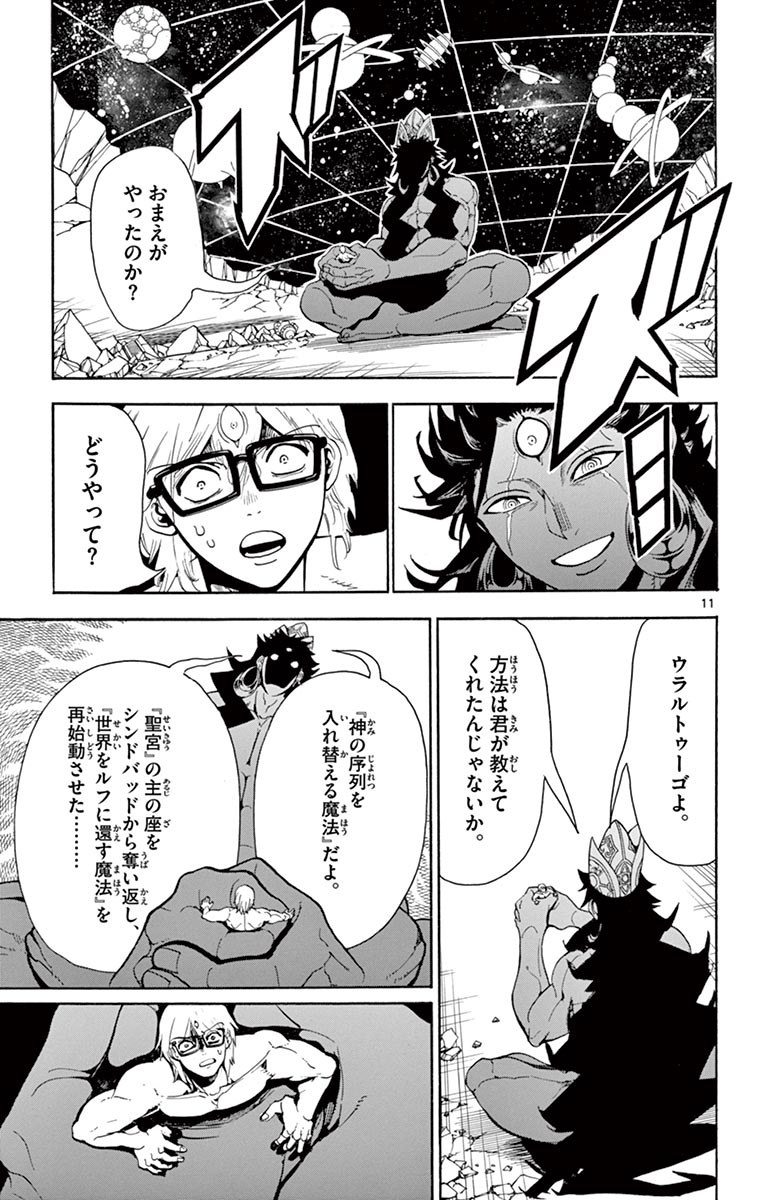 ズ
ズ
おまえが
やったのか？
どうやって？
11
ウラルトゥーゴよ。
方法は君が教えて
くれたんじゃないか。
『神の序列を
入れ替える魔法』だよ。
『聖宮』の主の座を
シンドバッドから奪い返し、
『世界をルフに還す魔法』を
再始動させた………